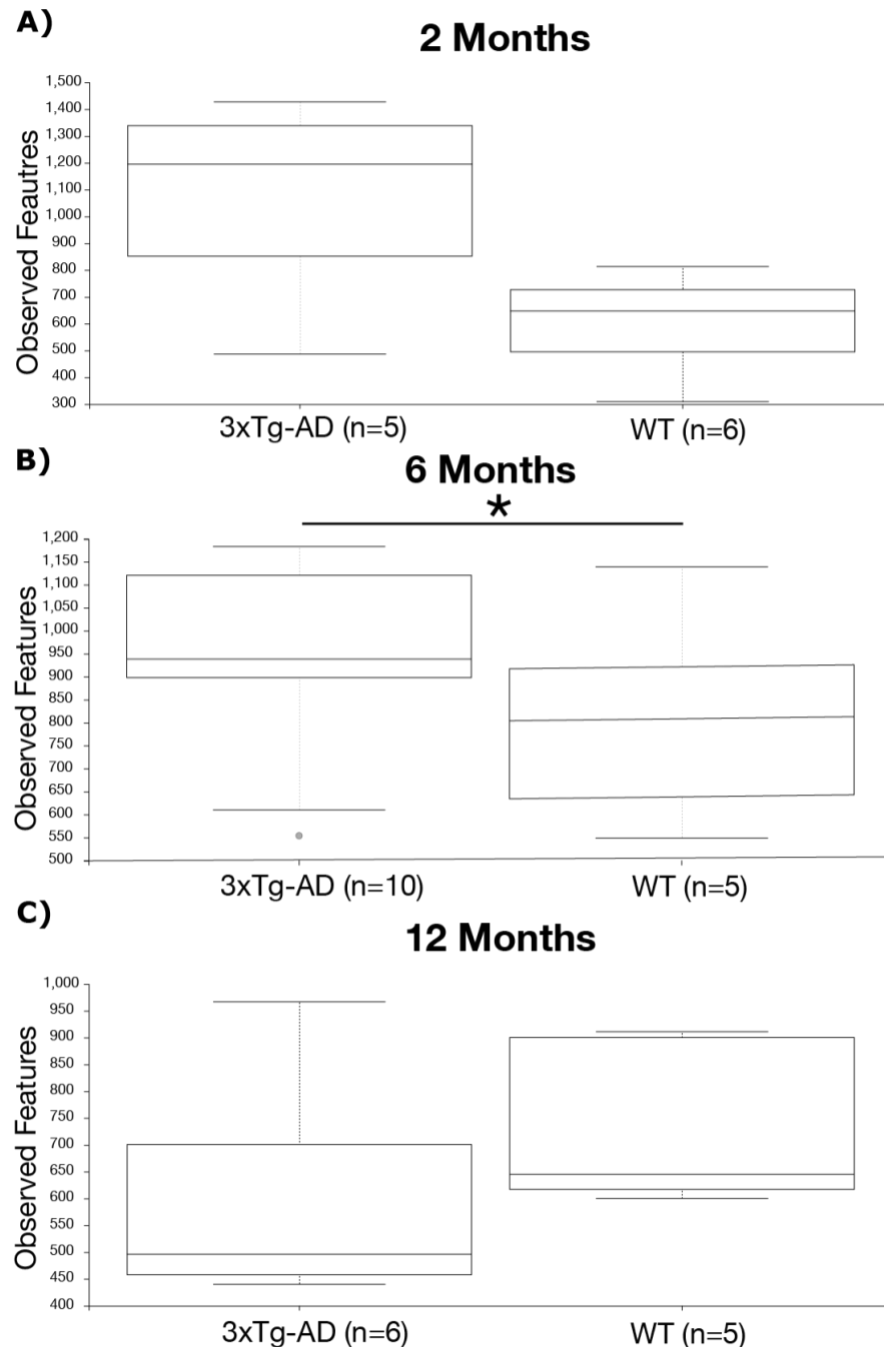 A)
2 Months
Observed Feautres
1,500
1,400
1,300
1,200
1,100
1,000
900
800
700
600
500
400
300
3xTg-AD (n=5)
WT (n=6)
B)
6 Months
*
Observed Features
1,200
1,150
1,100
1,050
1,000
950
900
850
800
750
700
650
600
550
500
3xTg-AD (n=10)
WT (n=5)
C)
12 Months
Observed Features
1,000
950
900
850
800
750
700
650
600
550
500
450
400
3xTg-AD (n=6)
WT (n=5)